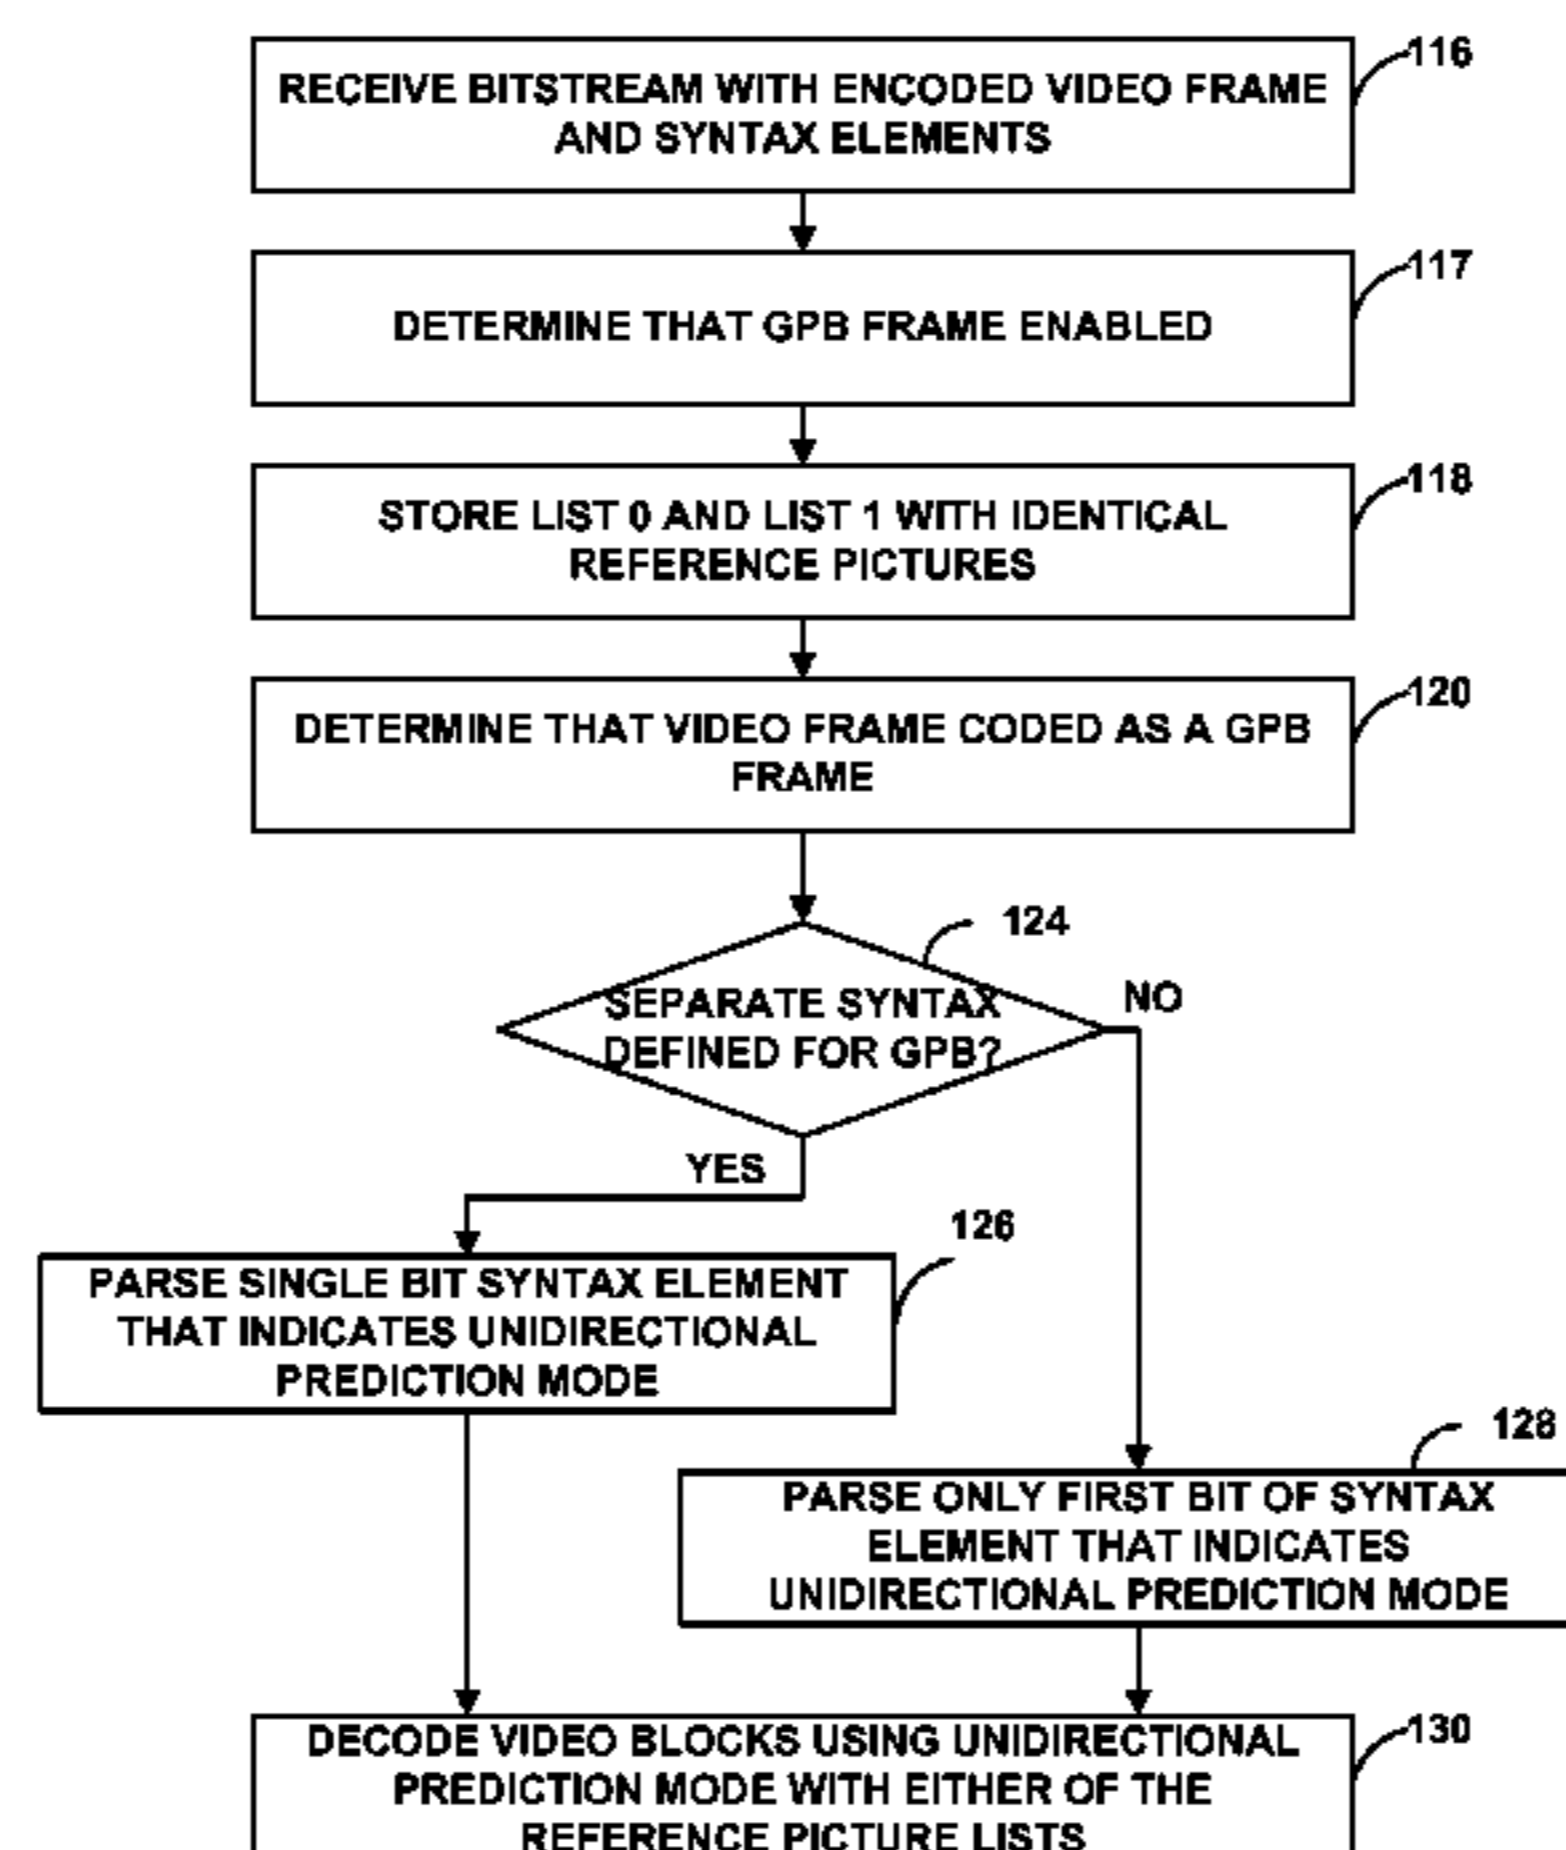 RECEIVE BITSTREAM WITH ENCODED VIDEO FRAME
AND SYNTAX ELEMENTS
116
DETERMINE THAT GPB FRAME ENABLED
117
STORE LIST 0 AND LIST 1 WITH IDENTICAL
REFERENCE PICTURES
118
DETERMINE THAT VIDEO FRAME CODED AS A GPB
FRAME
120
124
SEPARATE SYNTAX
DEFINED FOR GPB?
NO
YES
126
PARSE SINGLE BIT SYNTAX ELEMENT
THAT INDICATES UNIDIRECTIONAL
PREDICTION MODE
128
PARSE ONLY FIRST BIT OF SYNTAX
ELEMENT THAT INDICATES
UNIDIRECTIONAL PREDICTION MODE
DECODE VIDEO BLOCKS USING UNIDIRECTIONAL
PREDICTION MODE WITH EITHER OF THE
REFERENCE PICTURE LISTS
130